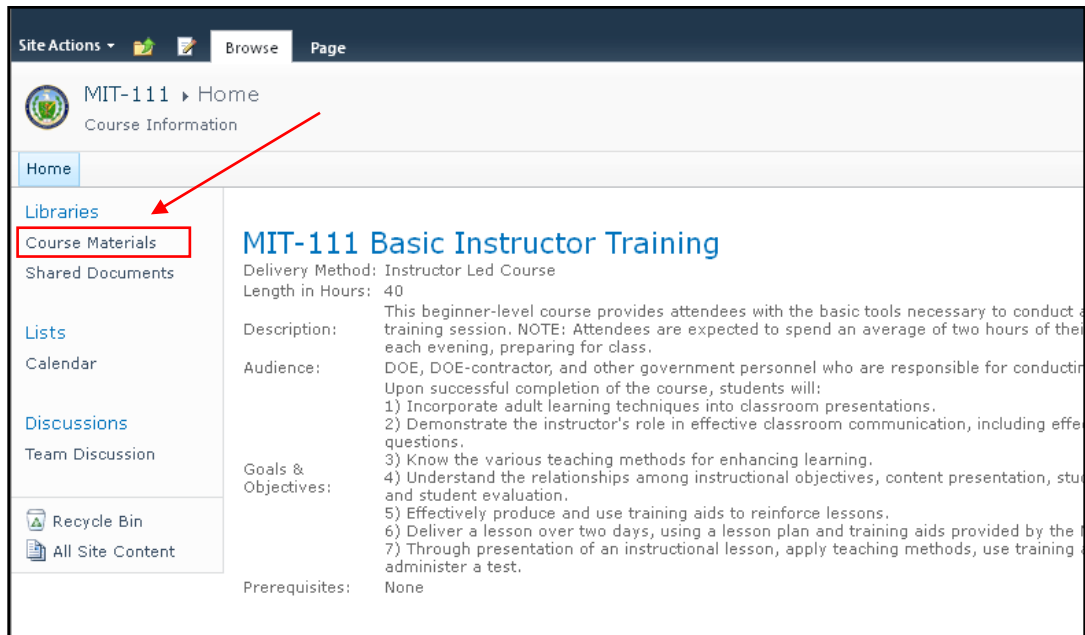 Site Actions
Browse
Page
MIT-111 ▸ Home
Course Information
Home
Libraries
Course Materials
Shared Documents
Lists
Calendar
Discussions
Team Discussion
Recycle Bin
All Site Content
MIT-111 Basic Instructor Training
Delivery Method: Instructor Led Course
Length in Hours: 40
Description:
This beginner-level course provides attendees with the basic tools necessary to conduct
training session. NOTE: Attendees are expected to spend an average of two hours of
each evening, preparing for class.
Audience: DOE, DOE-contractor, and other government personnel who are responsible for
Goals &
Objectives:
Upon successful completion of the course, students will:
1) Incorporate adult learning techniques into classroom presentations.
2) Demonstrate the instructor's role in effective classroom communication, including
questions.
3) Know the various teaching methods for enhancing learning.
4) Understand the relationships among instructional objectives, content presentation,
and student evaluation.
5) Effectively produce and use training aids to reinforce lessons.
6) Deliver a lesson over two days, using a lesson plan and training aids provided by the
7) Through presentation of an instructional lesson, apply teaching methods, use training
administer a test.
Prerequisites: None